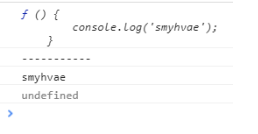 f () {
console.log('smyhvae');
}
-----------
smyhvae
undefined
>